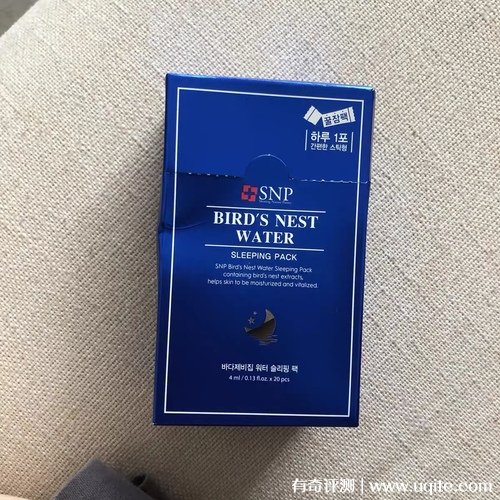 꿀장팩
하루 1포
간편한 스틱형
SNP
BIRD'S NEST
WATER
SLEEPING PACK
SNP Bird's Nest Water Sleeping Pack
containing bird's nest extracts,
helps skin to be moisturized and vitalized.
바다제비집 워터 슬리핑 팩
4 ml / 0.13 fl.oz. x 20 pcs
有奇评测 | www.uqite.com